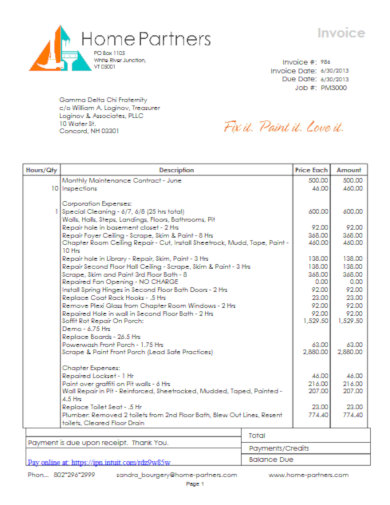 Invoice
Home Partners
PO Box 1105
White River Junction,
VT 05001
Invoice #: 986
Invoice Date: 6/30/2013
Due Date: 6/30/2013
Job #: PM3000
Gamma Delta Chi Fraternity
c/o William A. Loginov, Treasurer
Loginov & Associates, PLLC
10 Water St.
Concord, NH 03301
Fix it. Paint it. Love it.
Hours/Qty Description Price Each Amount
Monthly Maintenance Contract - June 500.00 500.00
10 Inspections 46.00 460.00
Corporation Expenses:
1 Special Cleaning - 6/7, 6/8 (25 hrs total) 600.00 600.00
Walls, Halls, Steps, Landings, Floors, Bathrooms, Pit
Repair hole in basement closet - 2 Hrs 92.00 92.00
Repair Foyer Ceiling - Scrape, Skim & Paint - 8 Hrs 368.00 368.00
Chapter Room Ceiling Repair - Cut, Install Sheetrock, Mudd, Tape, Paint - 460.00 460.00
10 Hrs
Repair hole in Library - Repair, Skim, Paint - 3 Hrs 138.00 138.00
Repair Second Floor Hall Ceiling - Scrape, Skim & Paint - 3 Hrs 138.00 138.00
Scrape, Skim and Paint 3rd Floor Bath - 8 Hrs 368.00 368.00
Repaired Fan Opening - NO CHARGE 0.00 0.00
Install Spring Hinges in Second Floor Bath Doors - 2 Hrs 92.00 92.00
Replace Coat Rack Hooks - .5 Hrs 23.00 23.00
Remove Plexi Glass from Chapter Room Windows - 2 Hrs 92.00 92.00
Repaired Hole in wall in Second Floor Bath - 2 Hrs 92.00 92.00
Soffit Rot Repair On Porch: 1,529.50 1,529.50
Demo - 6.75 Hrs
Replace Boards - 26.5 Hrs
Powerwash Front Porch - 1.75 Hrs 63.00 63.00
Scrape & Paint Front Porch (Lead Safe Practices) 2,880.00 2,880.00
Chapter Expenses:
Repaired Lockset - 1 Hr 46.00 46.00
Paint over graffiti on Pit walls - 6 Hrs 216.00 216.00
Wall Repair in Pit - Reinforced, Sheetrocked, Mudded, Taped, Painted - 207.00 207.00
4.5 Hrs
Replace Toilet Seat - .5 Hr 23.00 23.00
Plumber: Removed 2 toilets from 2nd Floor Bath, Blew Out Lines, Resent 774.40 774.40
toilets, Cleared Floor Drain
Total
Payment is due upon receipt. Thank You.
Payments/Credits
Balance Due
Pay online at: https://ipn.intuit.com/rdz9w85w
Phon... 802*296*2999 sandra_bourgery@home-partners.com www.home-partners.com
Page 1